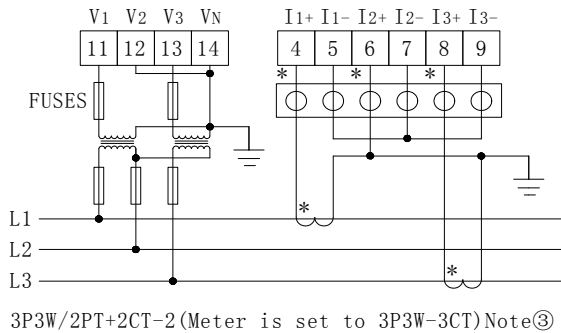 V1 V2 V3 VN I1+ I1- I2+ I2- I3+ I3-
11 12 13 14 4 5 6 7 8 9
* * *
FUSES
*
L1
L2
*
L3
3P3W/2PT+2CT-2(Meter is set to 3P3W-3CT)Note③